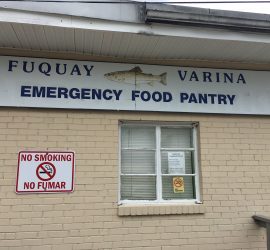 FUQUAY VARINA
EMERGENCY FOOD PANTRY
NO SMOKING
NO FUMAR